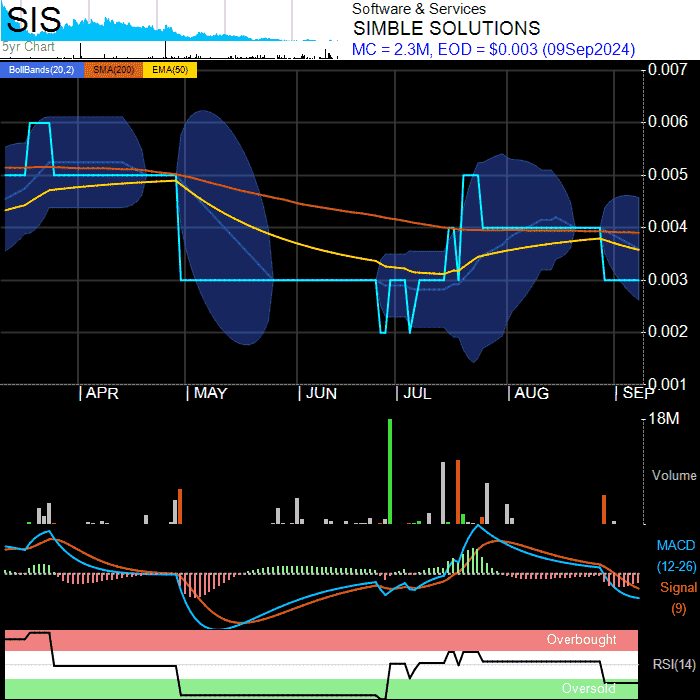 SIS
5yr Chart
Software & Services
SIMBLE SOLUTIONS
MC = 2.3M, EOD = $0.003 (09Sep2024)
BollBands(20,2) SMA(200) EMA(50)
0.007
0.006
0.005
0.004
0.003
0.002
0.001
APR MAY JUN JUL AUG SEP
18M
Volume
MACD
(12-26)
Signal
(9)
Overbought
RSI(14)
Oversold